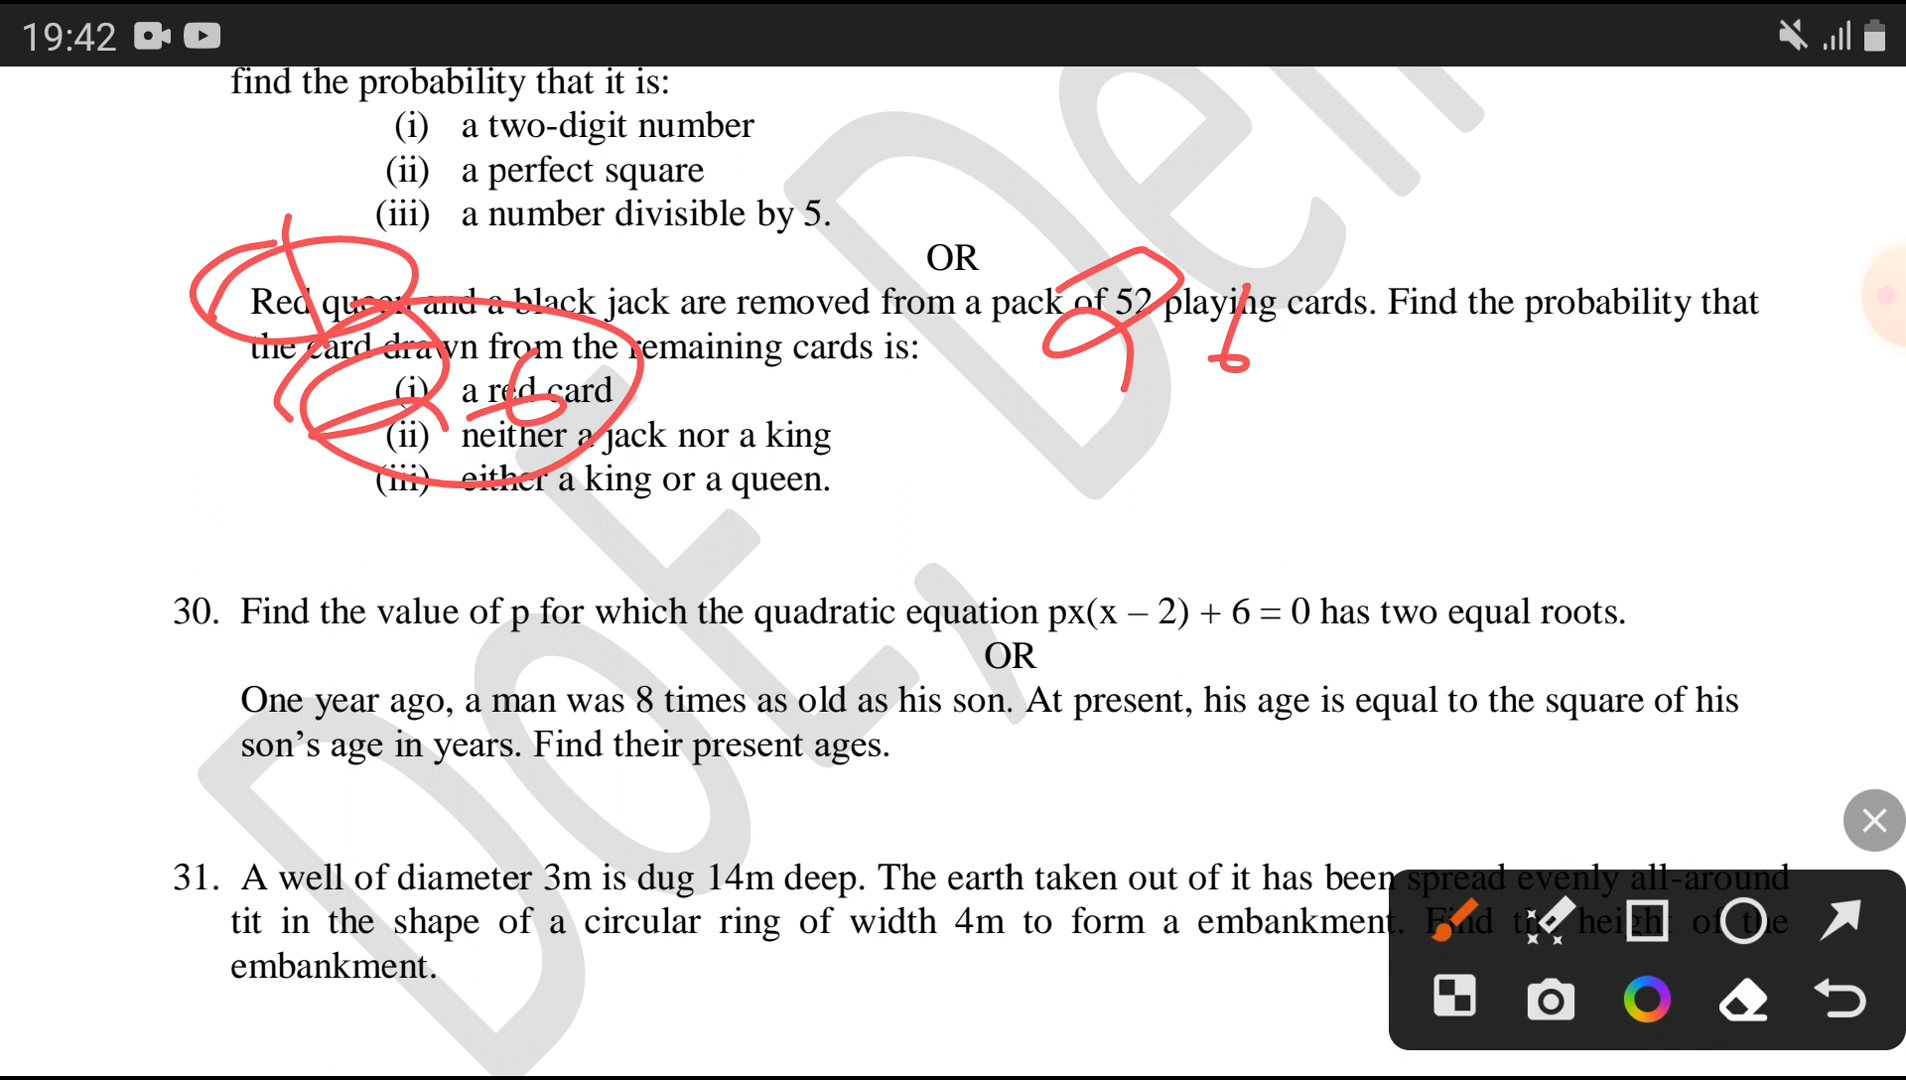 19:42
find the probability that it is:
(i) a two-digit number
(ii) a perfect square
(iii) a number divisible by 5.
OR
Red queen and a black jack are removed from a pack of 52 playing cards. Find the probability that
the card drawn from the remaining cards is:
(i) a red card
(ii) neither a jack nor a king
(iii) either a king or a queen.
30. Find the value of p for which the quadratic equation px(x – 2) + 6 = 0 has two equal roots.
OR
One year ago, a man was 8 times as old as his son. At present, his age is equal to the square of his
son’s age in years. Find their present ages.
31. A well of diameter 3m is dug 14m deep. The earth taken out of it has been spread evenly all-around
tit in the shape of a circular ring of width 4m to form a embankment. Find the height of the
embankment.
DoE, Del